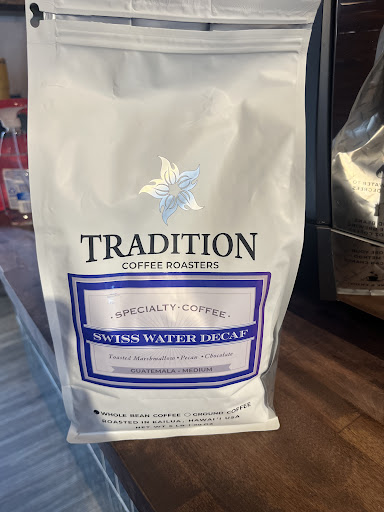 TRADITION
COFFEE ROASTERS
• SPECIALTY • COFFEE •
SWISS WATER DECAF
Toasted Marshmallow • Pecan • Chocolate
GUATEMALA - MEDIUM
●WHOLE BEAN COFFEE ○GROUND COFFEE
ROASTED IN KAILUA, HAWAI'I USA